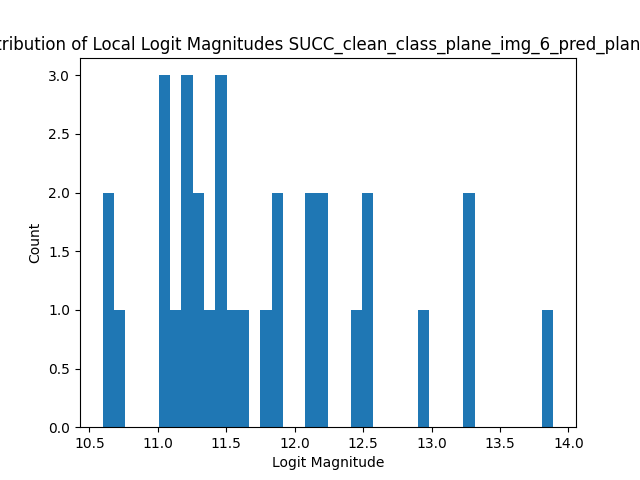 tribution of Local Logit Magnitudes SUCC_clean_class_plane_img_6_pred_plan
3.0
2.5
2.0
1.5
1.0
0.5
0.0
Count
10.5 11.0 11.5 12.0 12.5 13.0 13.5 14.0
Logit Magnitude